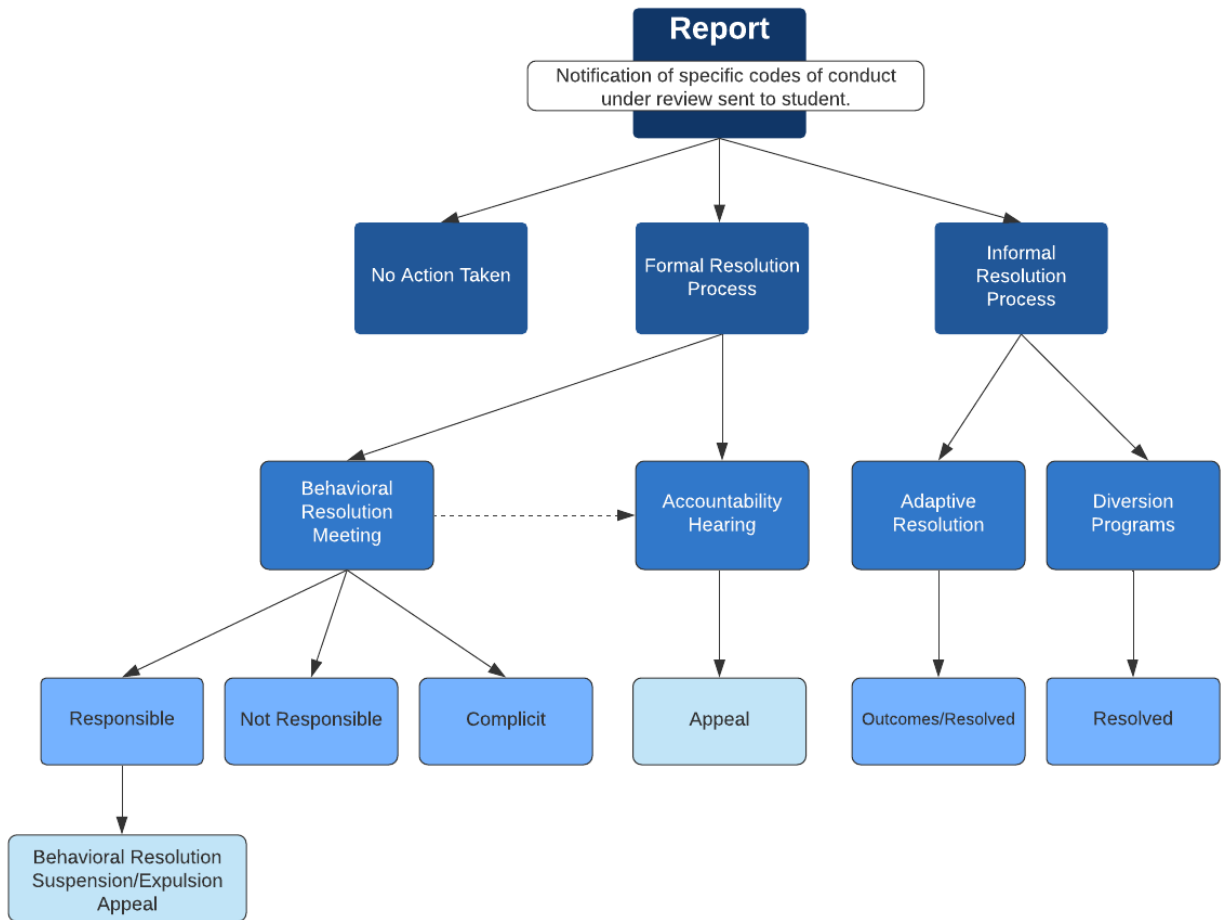 Report
Notification of specific codes of conduct
under review sent to student.
No Action Taken
Formal Resolution
Process
Informal
Resolution
Process
Behavioral
Resolution
Meeting
Accountability
Hearing
Adaptive
Resolution
Diversion
Programs
Responsible
Not Responsible
Complicit
Appeal
Outcomes/Resolved
Resolved
Behavioral Resolution
Suspension/Expulsion
Appeal